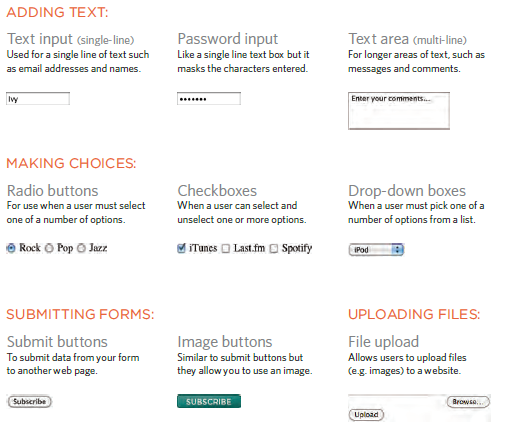 ADDING TEXT:
Text input (single-line)
Used for a single line of text such
as email addresses and names.
Ivy
Password input
Like a single line text box but it
masks the characters entered.
•••••••
Text area (multi-line)
For longer areas of text, such as
messages and comments.
Enter your comments...
MAKING CHOICES:
Radio buttons
For use when a user must select
one of a number of options.
Rock Pop Jazz
Checkboxes
When a user can select and
unselect one or more options.
iTunes Last.fm Spotify
Drop-down boxes
When a user must pick one of a
number of options from a list.
iPod
SUBMITTING FORMS:
Submit buttons
To submit data from your form
to another web page.
Subscribe
Image buttons
Similar to submit buttons but
they allow you to use an image.
SUBSCRIBE
UPLOADING FILES:
File upload
Allows users to upload files
(e.g. images) to a website.
Browse...
Upload